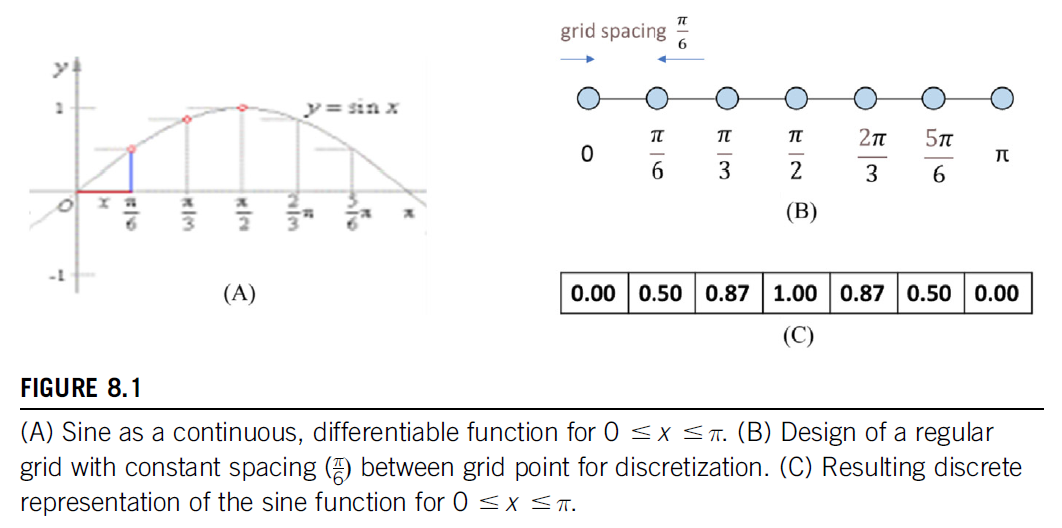 y
1
y = sin x
O x π/6 π/3 π/2 2/3 π 5/6 π π
-1
(A)
grid spacing π/6
0 π/6 π/3 π/2 2π/3 5π/6 π
(B)
0.00 0.50 0.87 1.00 0.87 0.50 0.00
(C)
FIGURE 8.1
(A) Sine as a continuous, differentiable function for 0 ≤ x ≤ π. (B) Design of a regular
grid with constant spacing (π/6) between grid point for discretization. (C) Resulting discrete
representation of the sine function for 0 ≤ x ≤ π.